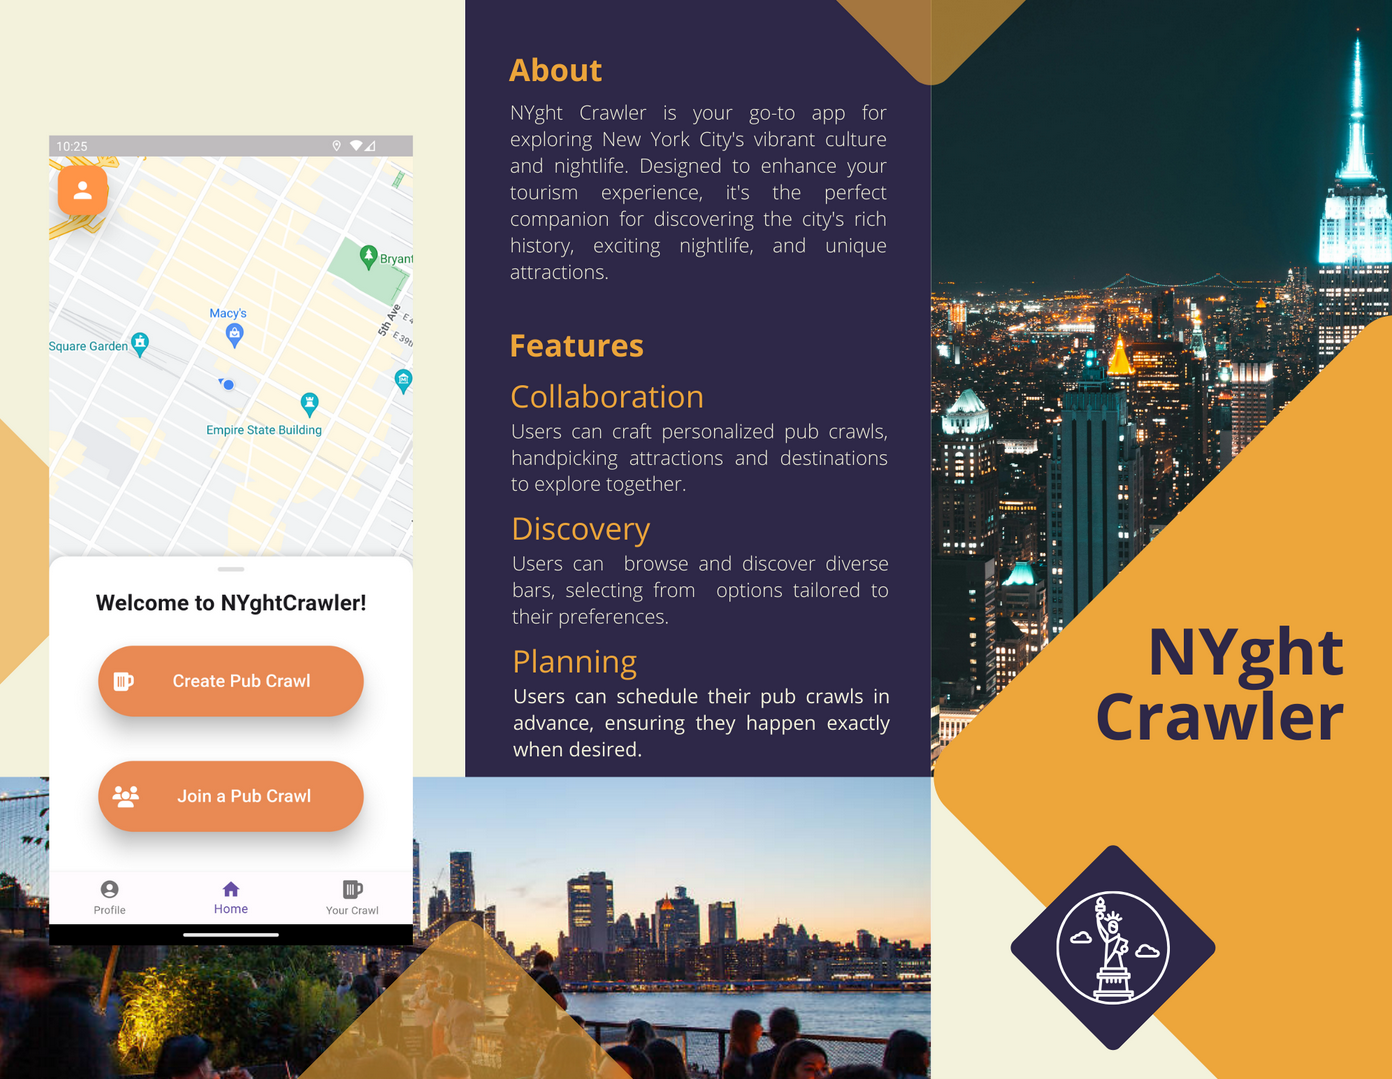 10:25
Bryant
Macy's
5th Ave
E 39th
Square Garden
Empire State Building
Welcome to NYghtCrawler!
Create Pub Crawl
Join a Pub Crawl
Profile
Home
Your Crawl
About
NYght Crawler is your go-to app for
exploring New York City's vibrant culture
and nightlife. Designed to enhance your
tourism experience, it's the perfect
companion for discovering the city's rich
history, exciting nightlife, and unique
attractions.
Features
Collaboration
Users can craft personalized pub crawls,
handpicking attractions and destinations
to explore together.
Discovery
Users can browse and discover diverse
bars, selecting from options tailored to
their preferences.
Planning
Users can schedule their pub crawls in
advance, ensuring they happen exactly
when desired.
NYght
Crawler